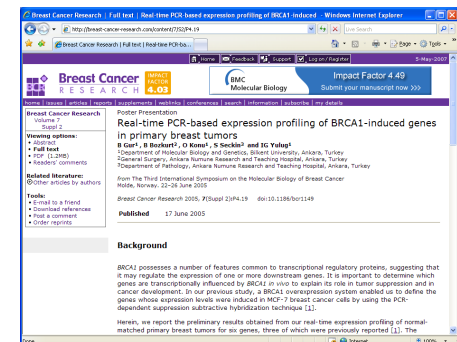 Breast Cancer Research | Full text | Real-time PCR-based expression profiling of BRCA1-induced - Windows Internet Explorer
http://breast-cancer-research.com/content/7/S2/P4.19
Live Search
Breast Cancer Research | Full text | Real-time PCR-ba...
Page
Tools
Home
Feedback
Support
Log on / Register
5-May-2007
Breast Cancer
RESEARCH
IMPACT
FACTOR
4.03
BMC
Molecular Biology
Impact Factor 4.49
Submit your manuscript now >>>
home | issues | articles | reports | supplements | weblinks | conferences | search | information | subscribe | my details
Breast Cancer Research
Volume 7
Suppl 2
Viewing options:
• Abstract
• Full text
• PDF (1.2MB)
• Readers' comments
Related literature:
Other articles by authors
Tools:
• E-mail to a friend
• Download references
• Post a comment
• Order reprints
Poster Presentation
Real-time PCR-based expression profiling of BRCA1-induced genes
in primary breast tumors
B Gur¹, B Bozkurt², O Konu¹, S Seckin³ and IG Yulug¹
¹Department of Molecular Biology and Genetics, Bilkent University, Ankara, Turkey
²General Surgery, Ankara Numune Research and Teaching Hospital, Ankara, Turkey
³Department of Pathology, Ankara Numune Research and Teaching Hospital, Ankara, Turkey
from The Third International Symposium on the Molecular Biology of Breast Cancer
Molde, Norway. 22–26 June 2005
Breast Cancer Research 2005, 7(Suppl 2):P4.19 doi:10.1186/bcr1149
Published 17 June 2005
Background
BRCA1 possesses a number of features common to transcriptional regulatory proteins, suggesting that
it may regulate the expression of one or more downstream genes. It is important to determine which
genes are transcriptionally influenced by BRCA1 in vivo to explain its role in tumor suppression and in
cancer development. In our previous study, a BRCA1 overexpression system enabled us to define the
genes whose expression levels were induced in MCF-7 breast cancer cells by using the PCR-
dependent suppression subtractive hybridization technique [1].
Herein, we report the preliminary results obtained from our real-time expression profiling of normal-
matched primary breast tumors for six genes, three of which were previously reported [1]. The
Done
Internet
100%